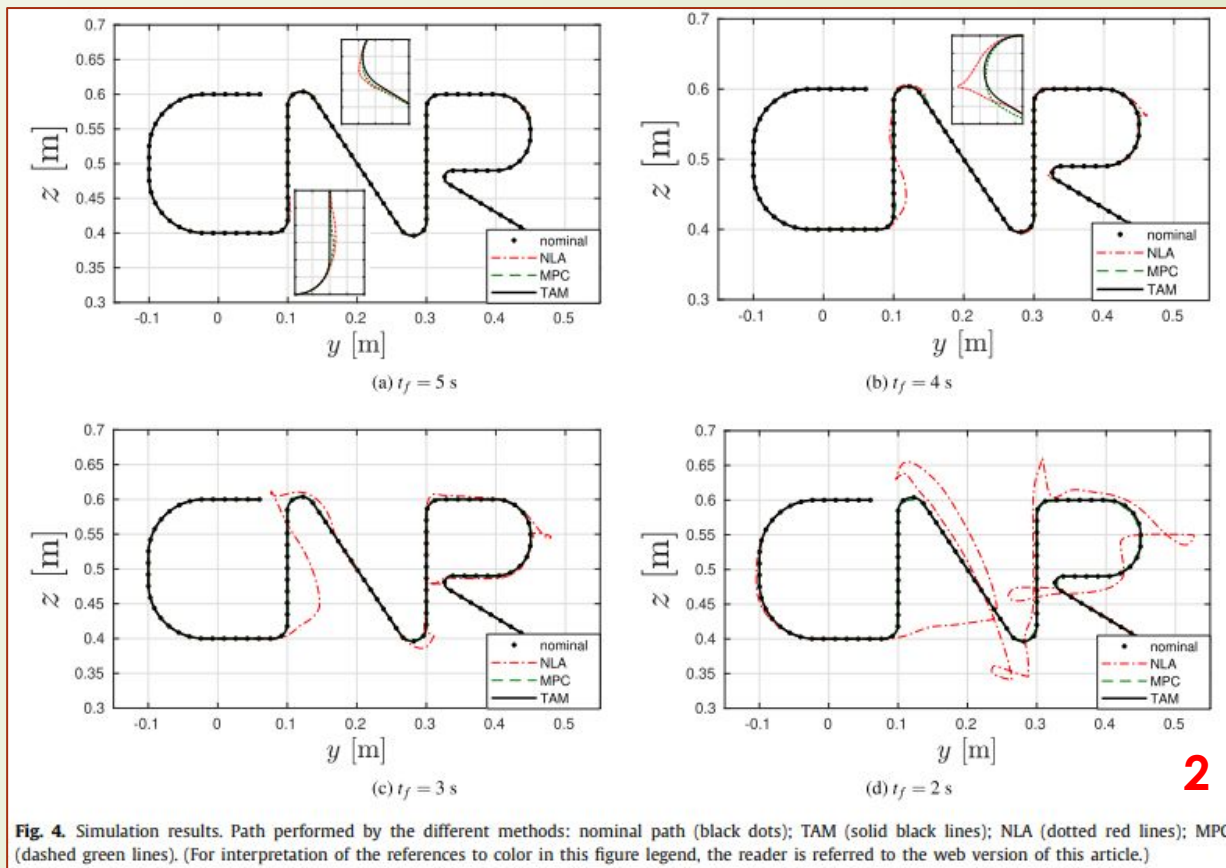 0.7
0.65
0.6
0.55
0.5
0.45
0.4
0.35
0.3
z [m]
-0.1 0 0.1 0.2 0.3 0.4 0.5
y [m]
nominal
NLA
MPC
TAM
(a) t_f = 5 s
0.7
0.6
0.5
0.4
0.3
z [m]
-0.1 0 0.1 0.2 0.3 0.4 0.5
y [m]
nominal
NLA
MPC
TAM
(b) t_f = 4 s
0.7
0.65
0.6
0.55
0.5
0.45
0.4
0.35
0.3
z [m]
-0.1 0 0.1 0.2 0.3 0.4 0.5
y [m]
nominal
NLA
MPC
TAM
(c) t_f = 3 s
0.7
0.65
0.6
0.55
0.5
0.45
0.4
0.35
0.3
z [m]
-0.1 0 0.1 0.2 0.3 0.4 0.5
y [m]
nominal
NLA
MPC
TAM
(d) t_f = 2 s
2
Fig. 4. Simulation results. Path performed by the different methods: nominal path (black dots); TAM (solid black lines); NLA (dotted red lines); MPC
(dashed green lines). (For interpretation of the references to color in this figure legend, the reader is referred to the web version of this article.)